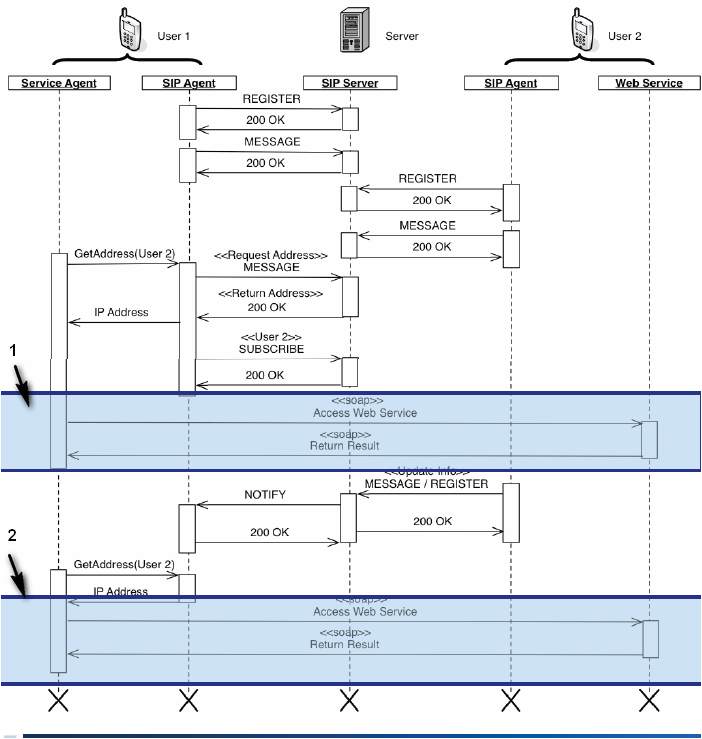 User 1
Server
User 2
Service Agent
SIP Agent
SIP Server
SIP Agent
Web Service
REGISTER
200 OK
MESSAGE
200 OK
REGISTER
200 OK
MESSAGE
200 OK
GetAddress(User 2)
<<Request Address>>
MESSAGE
<<Return Address>>
200 OK
IP Address
<<User 2>>
SUBSCRIBE
200 OK
1
<<soap>>
Access Web Service
<<soap>>
Return Result
<<Update Info>>
MESSAGE / REGISTER
NOTIFY
200 OK
200 OK
2
GetAddress(User 2)
IP Address
<<soap>>
Access Web Service
<<soap>>
Return Result